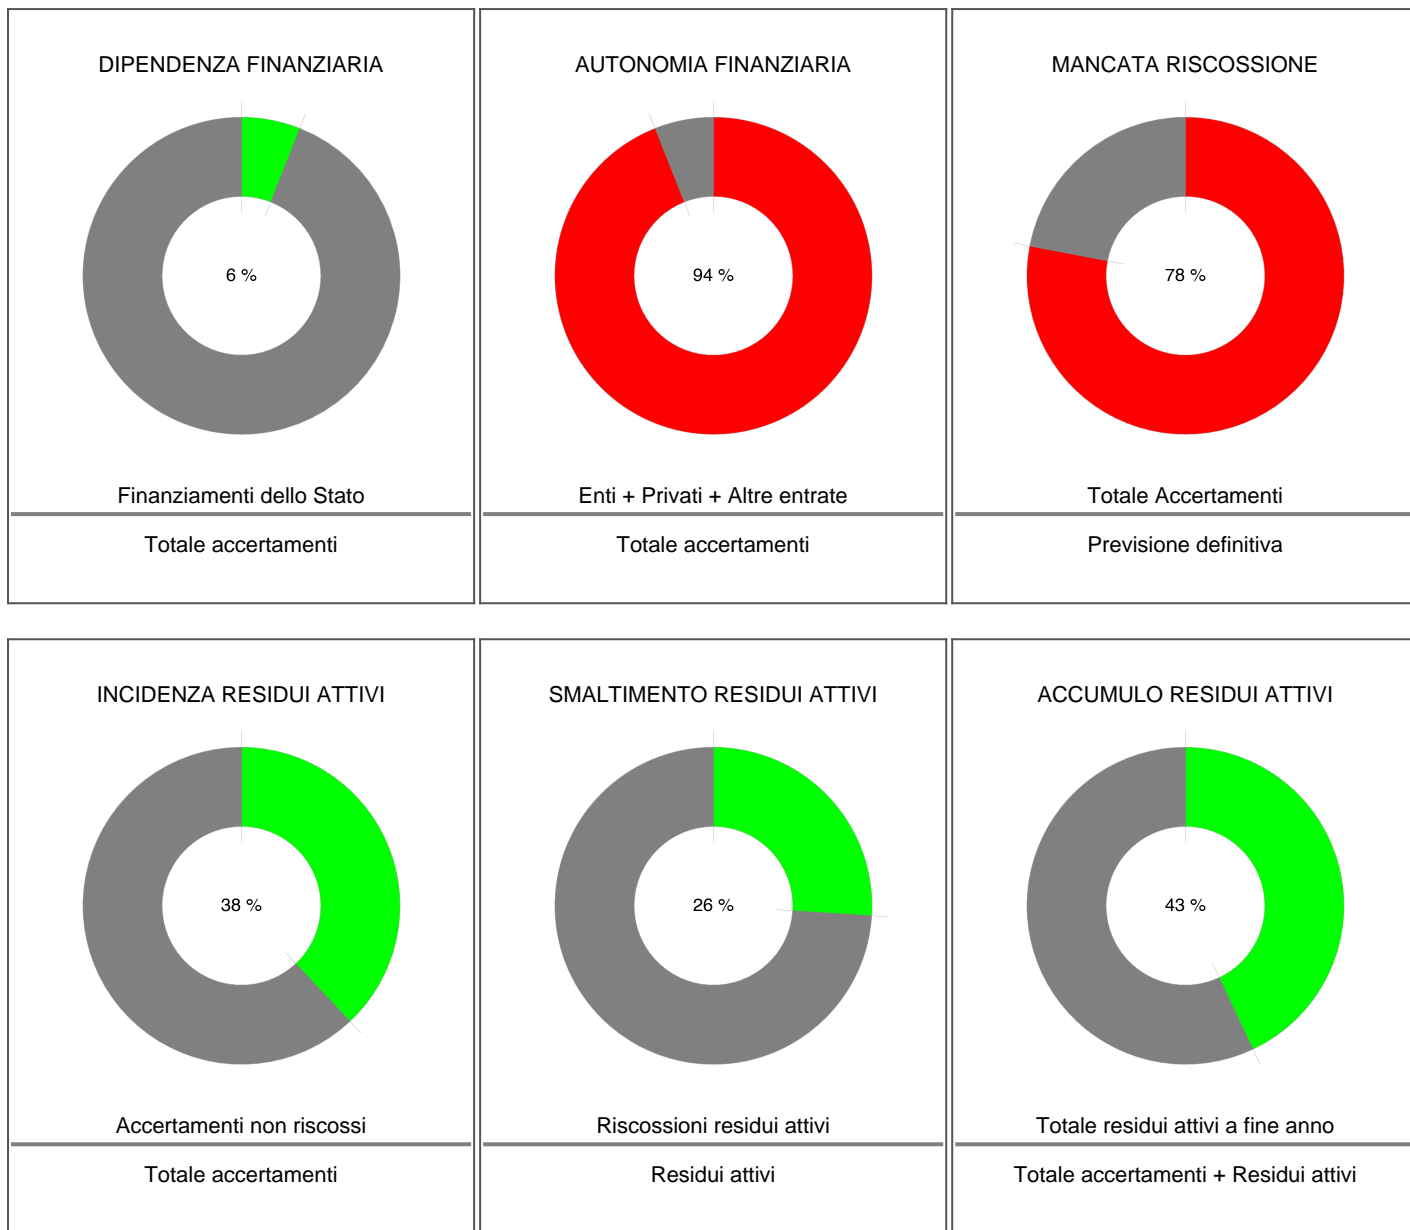 DIPENDENZA FINANZIARIA
6 %
Finanziamenti dello Stato
Totale accertamenti
AUTONOMIA FINANZIARIA
94 %
Enti + Privati + Altre entrate
Totale accertamenti
MANCATA RISCOSSIONE
78 %
Totale Accertamenti
Previsione definitiva
INCIDENZA RESIDUI ATTIVI
38 %
Accertamenti non riscossi
Totale accertamenti
SMALTIMENTO RESIDUI ATTIVI
26 %
Riscossioni residui attivi
Residui attivi
ACCUMULO RESIDUI ATTIVI
43 %
Totale residui attivi a fine anno
Totale accertamenti + Residui attivi